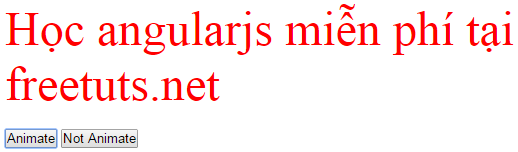 Học angularjs miễn phí tại
freetuts.net
Animate Not Animate